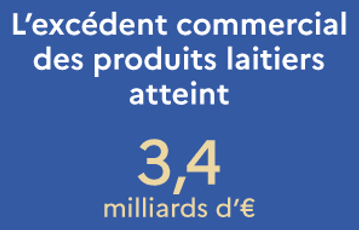 L’excédent commercial
des produits laitiers
atteint
3,4
milliards d’€